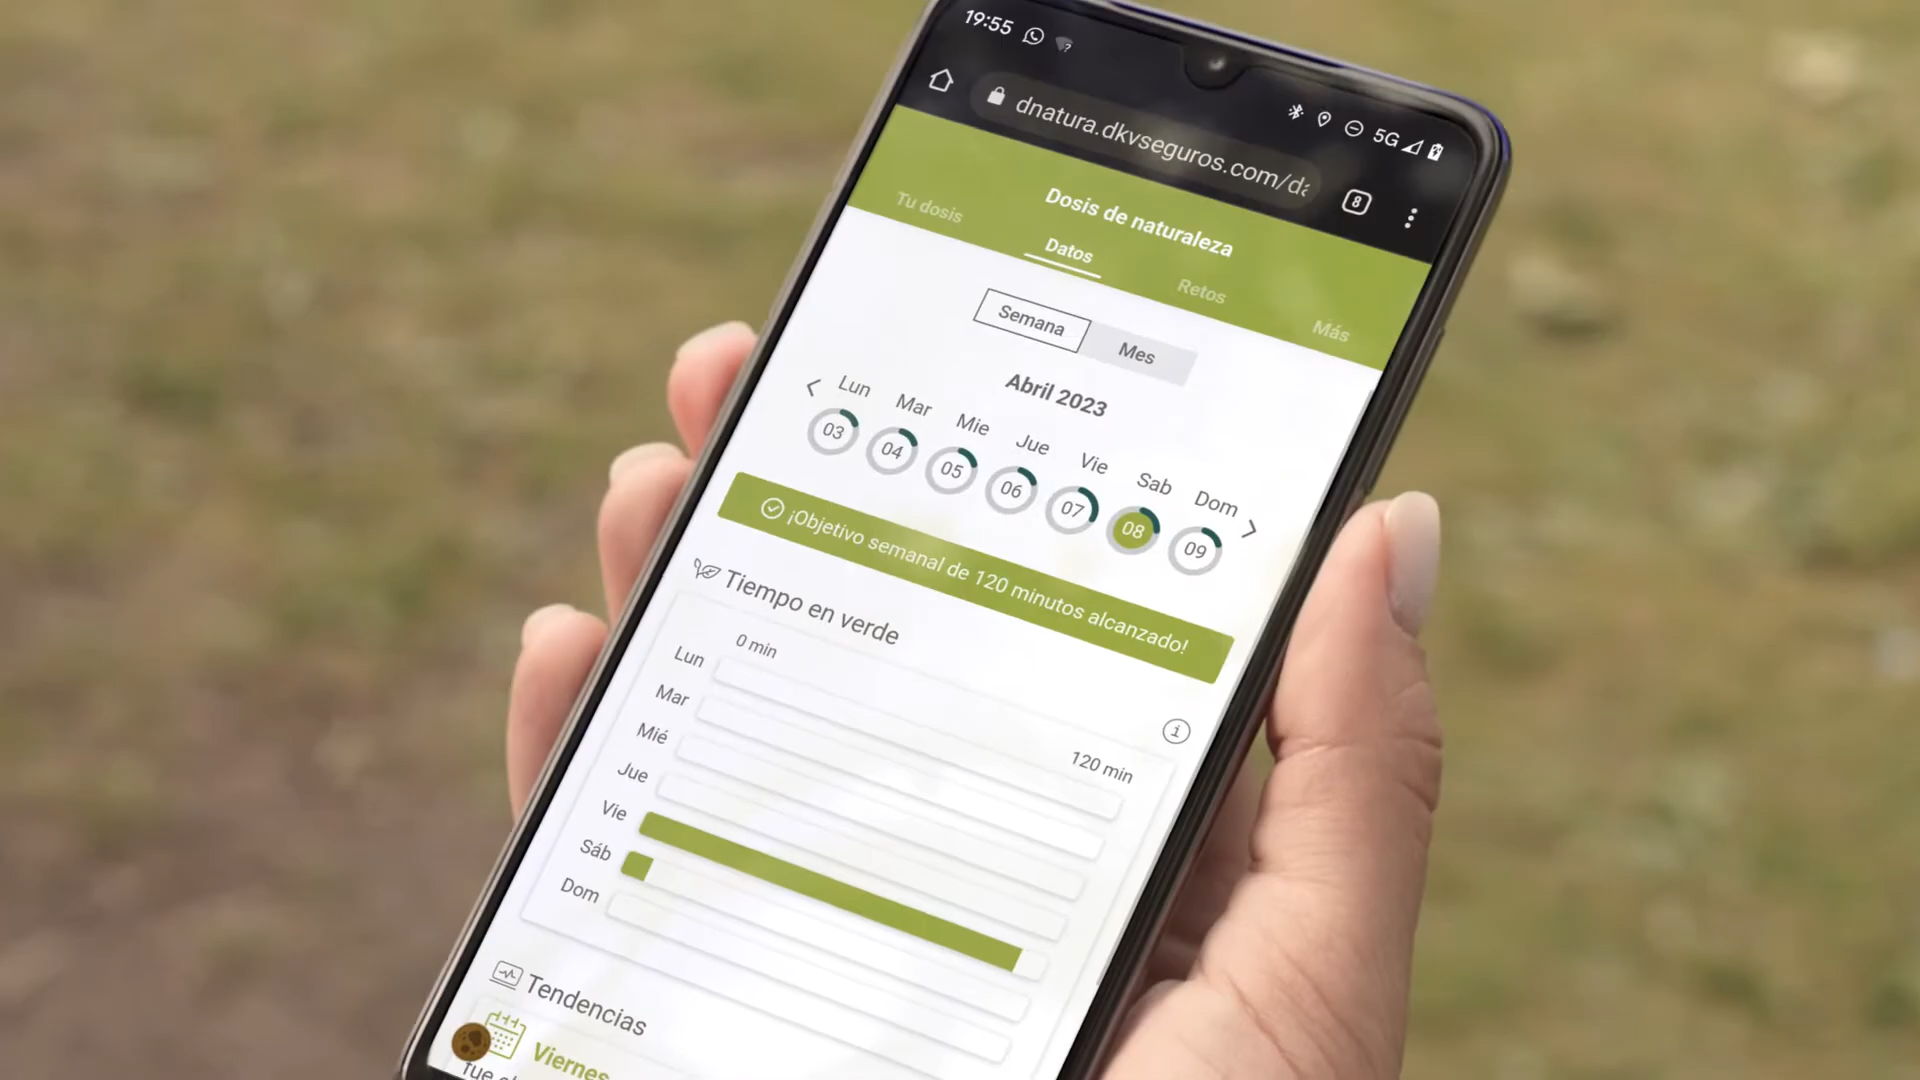 19:55
5G
dnatura.dkvseguros.com/da
8
Dosis de naturaleza
Tu dosis
Datos
Retos
Más
Semana
Mes
Abril 2023
Lun Mar Mie Jue Vie Sab Dom
03 04 05 06 07 08 09
¡Objetivo semanal de 120 minutos alcanzado!
Tiempo en verde
0 min
120 min
Lun
Mar
Mié
Jue
Vie
Sáb
Dom
Tendencias
Viernes
fue